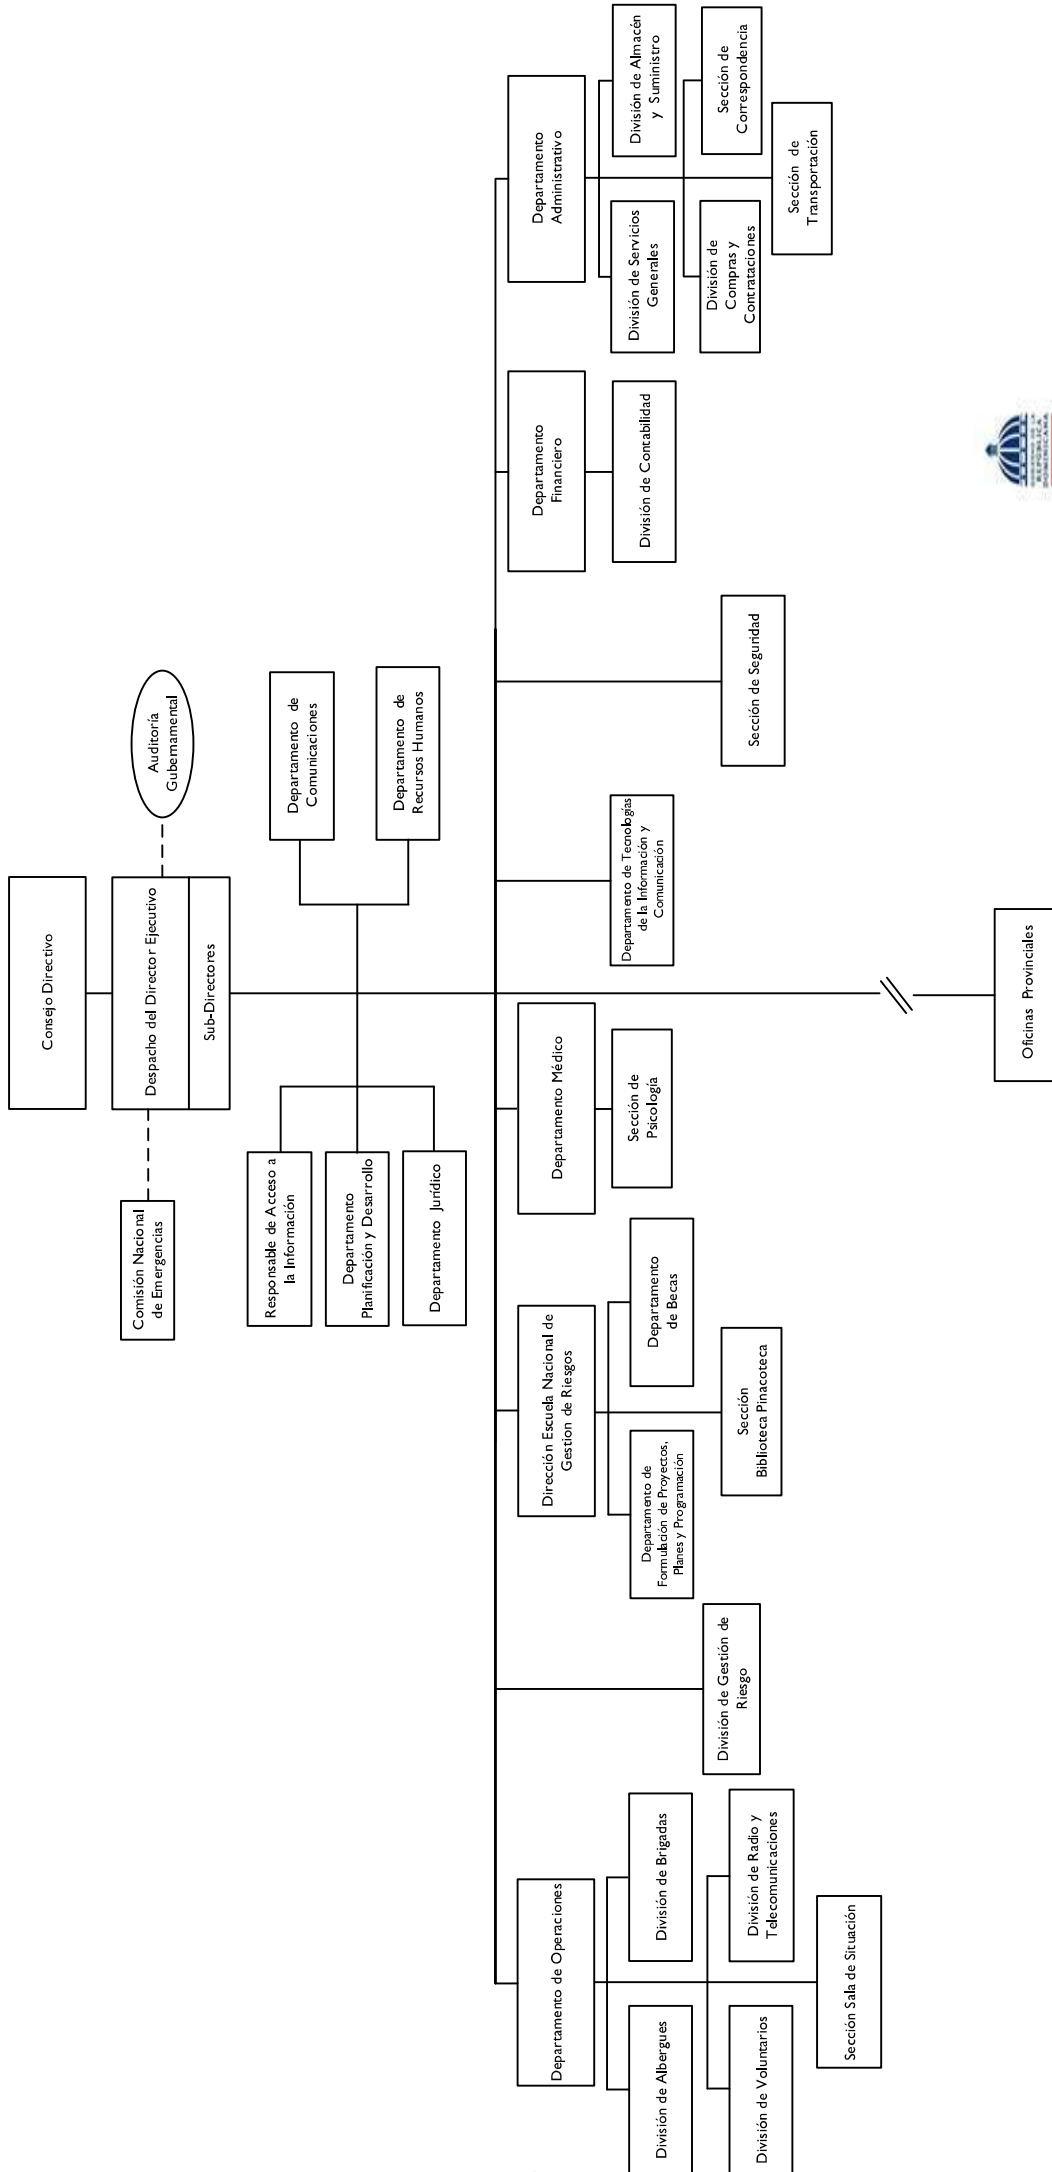 Consejo Directivo
Despacho del Director Ejecutivo
Sub-Directores
Comisión Nacional
de Emergencias
Auditoría
Gubernamental
Responsable de Acceso a
la Información
Departamento
Planificación y Desarrollo
Departamento Jurídico
Departamento de
Comunicaciones
Departamento de
Recursos Humanos
Departamento de Operaciones
División de Albergues
División de Brigadas
División de Voluntarios
División de Radio y
Telecomunicaciones
Sección Sala de Situación
División de Gestión de
Riesgo
Dirección Escuela Nacional de
Gestion de Riesgos
Departamento de
Formulación de Proyectos,
Planes y Programación
Departamento
de Becas
Sección
Biblioteca Pinacoteca
Departamento Médico
Sección de
Psicología
Departamento de Tecnologías
de la Información y
Comunicación
Sección de Seguridad
Departamento
Financiero
División de Contabilidad
Departamento
Administrativo
División de Servicios
Generales
División de Almacén
y Suministro
División de
Compras y
Contrataciones
Sección de
Correspondencia
Sección de
Transportación
Oficinas Provinciales
GOBIERNO DE LA
REPÚBLICA
DOMINICANA